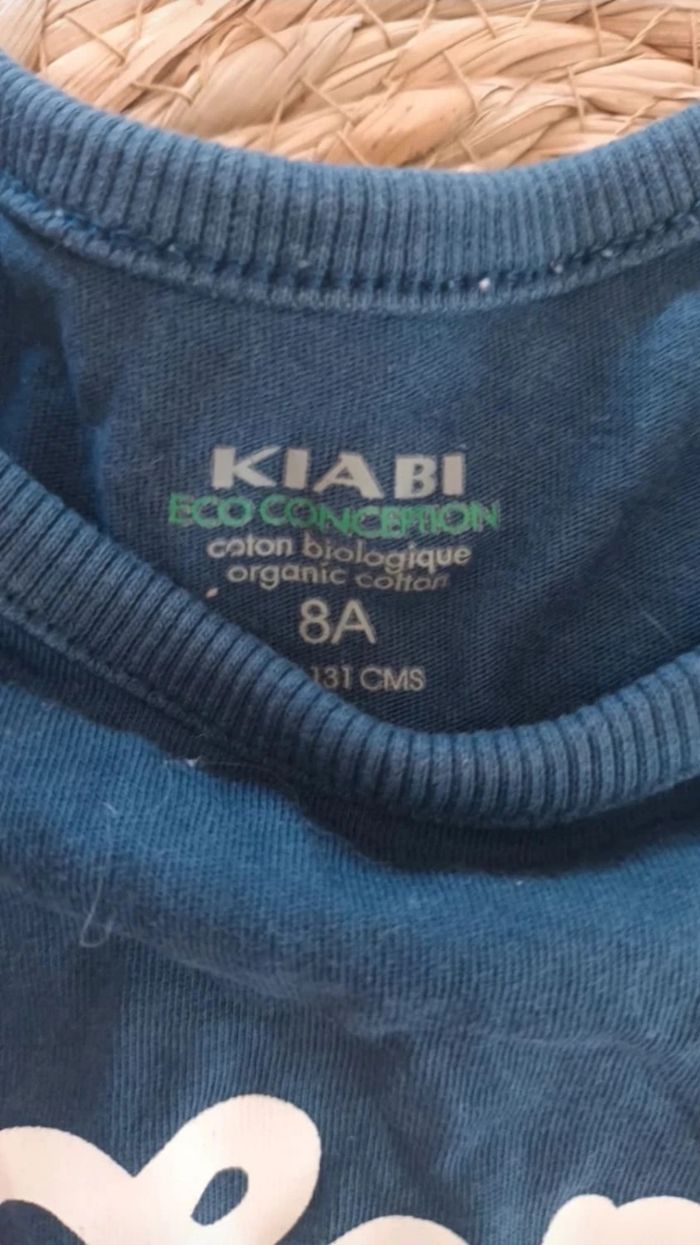 KIABI
ECO CONCEPTION
coton biologique
organic cotton
8A
131 CMS